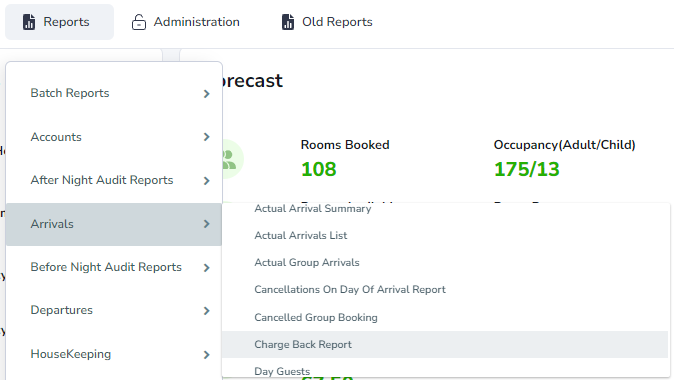 Reports Administration Old Reports
Batch Reports
recast
Accounts
Rooms Booked Occupancy(Adult/Child)
108 175/13
After Night Audit Reports
Arrivals
Actual Arrival Summary
Actual Arrivals List
Actual Group Arrivals
Before Night Audit Reports
Cancellations On Day Of Arrival Report
Departures
Cancelled Group Booking
Charge Back Report
HouseKeeping
Day Guests